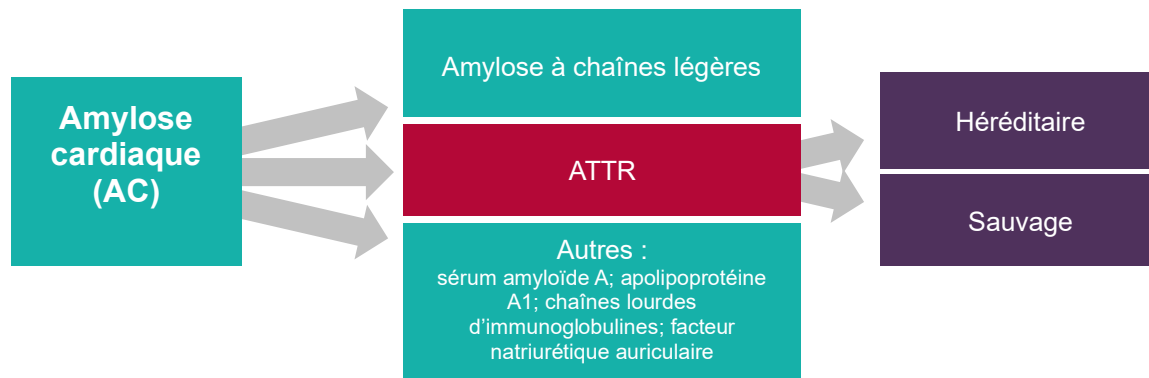 Amylose
cardiaque
(AC)
Amylose à chaînes légères
ATTR
Autres :
sérum amyloïde A; apolipoprotéine
A1; chaînes lourdes
d’immunoglobulines; facteur
natriurétique auriculaire
Héréditaire
Sauvage